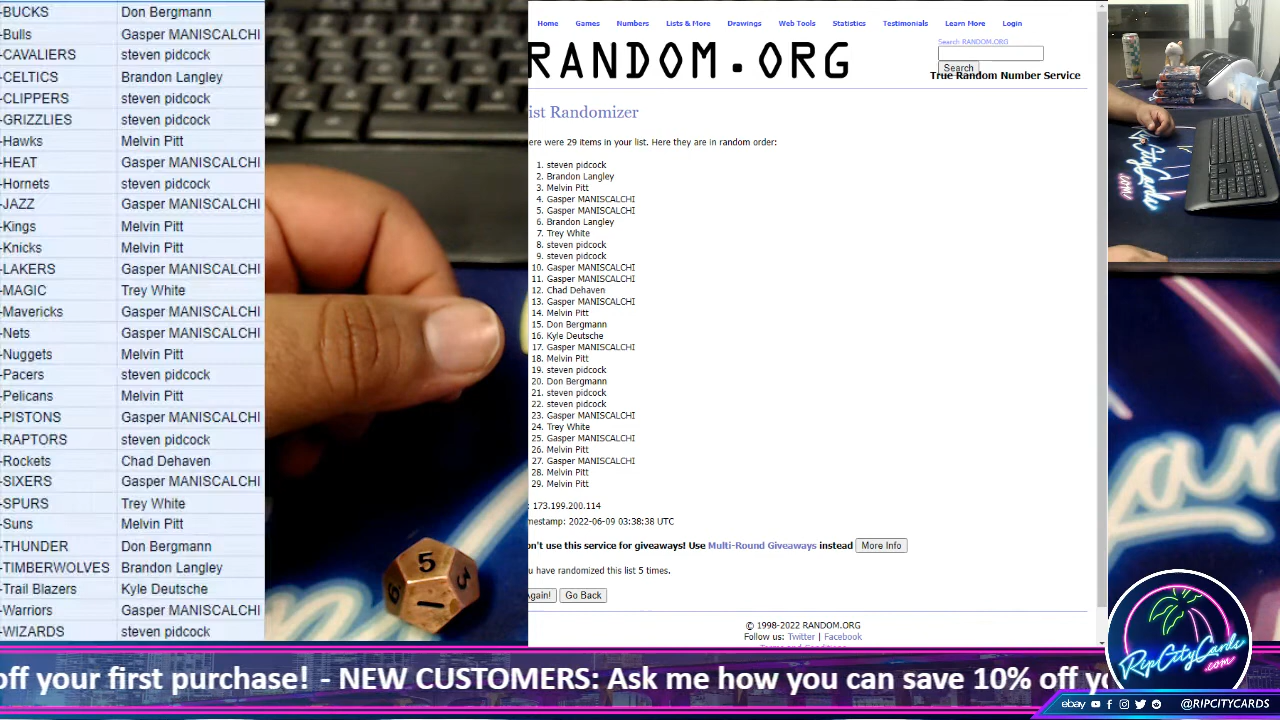 -BUCKS Don Bergmann
-Bulls Gasper MANISCALCHI
-CAVALIERS steven pidcock
-CELTICS Brandon Langley
-CLIPPERS steven pidcock
-GRIZZLIES steven pidcock
-Hawks Melvin Pitt
-HEAT Gasper MANISCALCHI
-Hornets steven pidcock
-JAZZ Gasper MANISCALCHI
-Kings Melvin Pitt
-Knicks Melvin Pitt
-LAKERS Gasper MANISCALCHI
-MAGIC Trey White
-Mavericks Gasper MANISCALCHI
-Nets Gasper MANISCALCHI
-Nuggets Melvin Pitt
-Pacers steven pidcock
-Pelicans Melvin Pitt
-PISTONS Gasper MANISCALCHI
-RAPTORS steven pidcock
-Rockets Chad Dehaven
-SIXERS Gasper MANISCALCHI
-SPURS Trey White
-Suns Melvin Pitt
-THUNDER Don Bergmann
-TIMBERWOLVES Brandon Langley
-Trail Blazers Kyle Deutsche
-Warriors Gasper MANISCALCHI
-WIZARDS steven pidcock
5
3
Home Games Numbers Lists & More Drawings Web Tools Statistics Testimonials Learn More Login
RANDOM.ORG
Search RANDOM.ORG
Search
True Random Number Service
ist Randomizer
ere were 29 items in your list. Here they are in random order:
1. steven pidcock
2. Brandon Langley
3. Melvin Pitt
4. Gasper MANISCALCHI
5. Gasper MANISCALCHI
6. Brandon Langley
7. Trey White
8. steven pidcock
9. steven pidcock
10. Gasper MANISCALCHI
11. Gasper MANISCALCHI
12. Chad Dehaven
13. Gasper MANISCALCHI
14. Melvin Pitt
15. Don Bergmann
16. Kyle Deutsche
17. Gasper MANISCALCHI
18. Melvin Pitt
19. steven pidcock
20. Don Bergmann
21. steven pidcock
22. steven pidcock
23. Gasper MANISCALCHI
24. Trey White
25. Gasper MANISCALCHI
26. Melvin Pitt
27. Gasper MANISCALCHI
28. Melvin Pitt
29. Melvin Pitt
: 173.199.200.114
mestamp: 2022-06-09 03:38:38 UTC
n't use this service for giveaways! Use Multi-Round Giveaways instead More Info
u have randomized this list 5 times.
Again! Go Back
© 1998-2022 RANDOM.ORG
Follow us: Twitter | Facebook
RipCityCards
.com
off your first purchase! - NEW CUSTOMERS: Ask me how you can save 10% off yo
RipCityCards
.com
ebay @RIPCITYCARDS